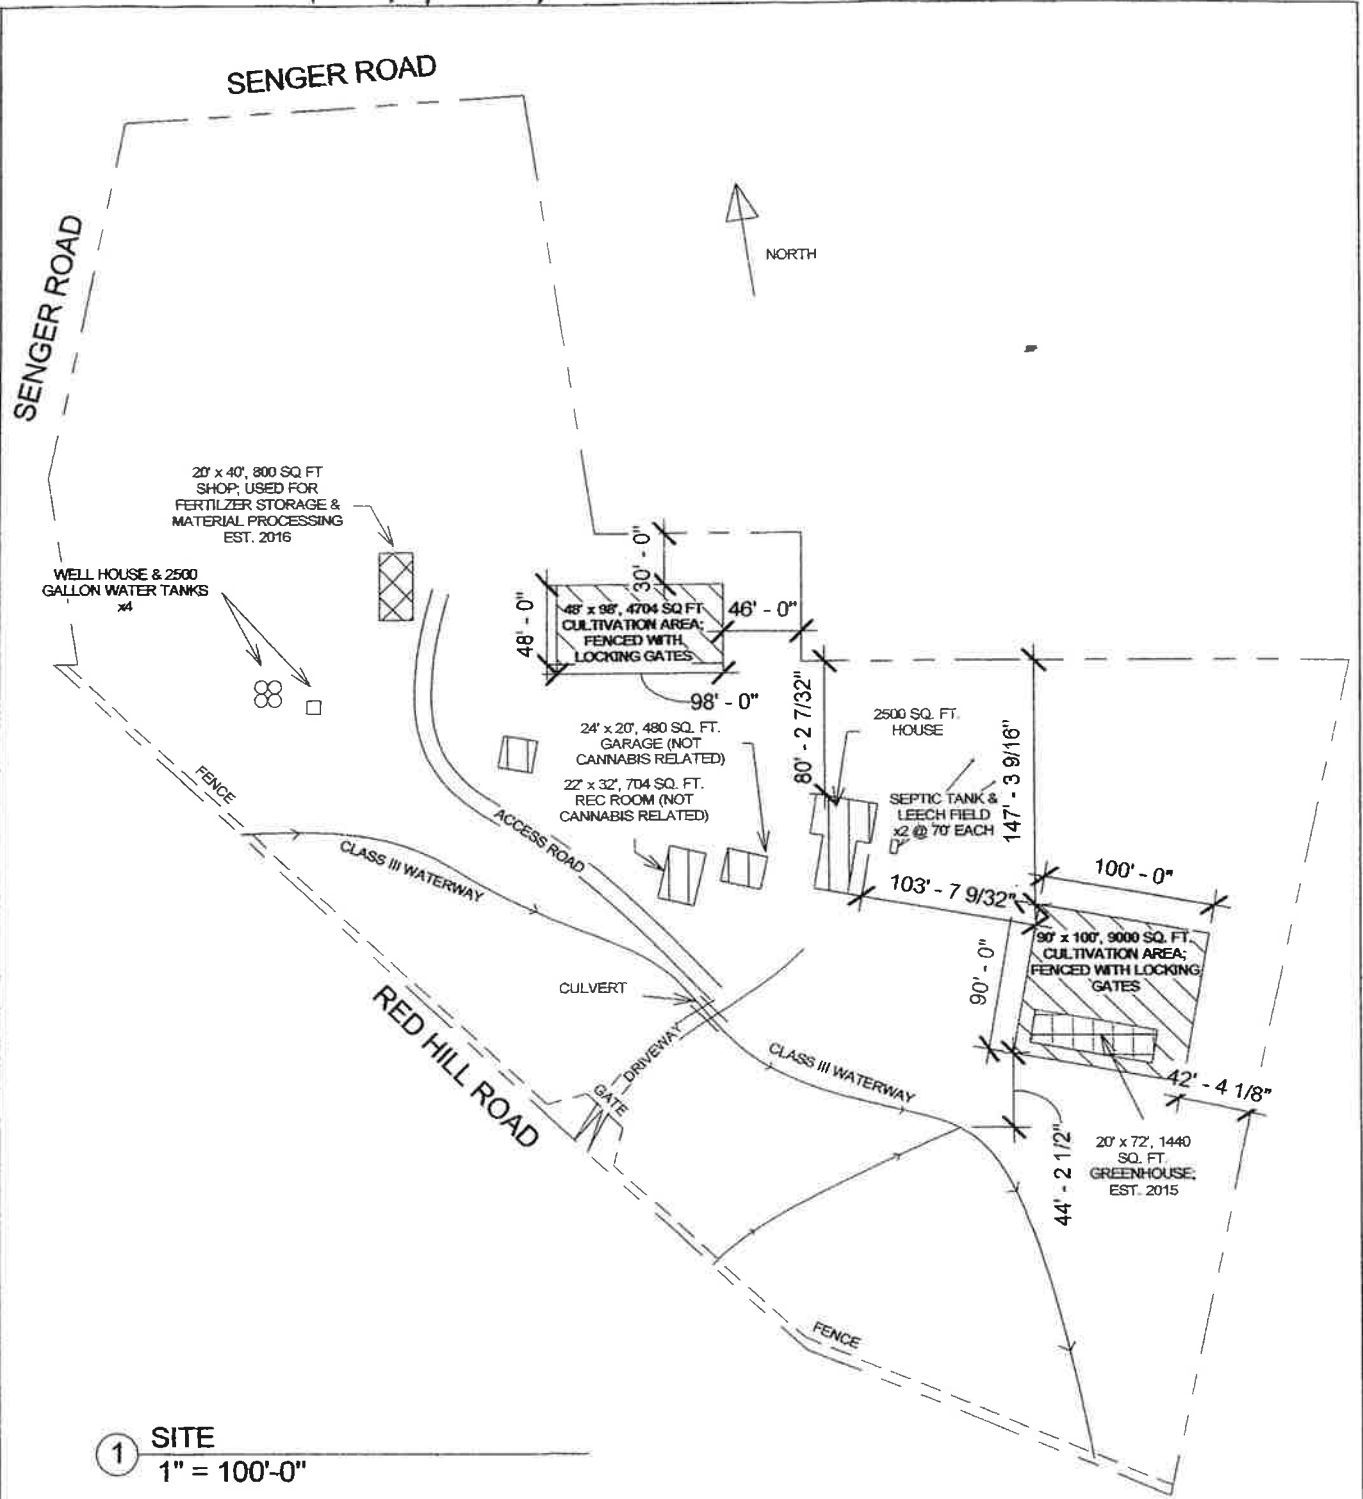 SENGER ROAD
SENGER ROAD
NORTH
20' x 40', 800 SQ FT
SHOP; USED FOR
FERTILZER STORAGE &
MATERIAL PROCESSING
EST. 2016
WELL HOUSE & 2500
GALLON WATER TANKS
x4
30' - 0"
48' - 0"
48' x 98', 4704 SQ FT
CULTIVATION AREA;
FENCED WITH
LOCKING GATES
46' - 0"
98' - 0"
24' x 20', 480 SQ. FT.
GARAGE (NOT
CANNABIS RELATED)
22' x 32', 704 SQ. FT.
REC ROOM (NOT
CANNABIS RELATED)
80' - 2 7/32"
2500 SQ. FT.
HOUSE
SEPTIC TANK &
LEECH FIELD
x2 @ 70' EACH
147' - 3 9/16"
FENCE
ACCESS ROAD
CLASS III WATERWAY
103' - 7 9/32"
100' - 0"
90' x 100', 9000 SQ. FT.
CULTIVATION AREA;
FENCED WITH LOCKING
GATES
90' - 0"
CULVERT
RED HILL ROAD
DRIVEWAY
GATE
CLASS III WATERWAY
42' - 4 1/8"
44' - 2 1/2"
20' x 72', 1440
SQ. FT.
GREENHOUSE;
EST. 2015
FENCE
1 SITE
1" = 100'-0"